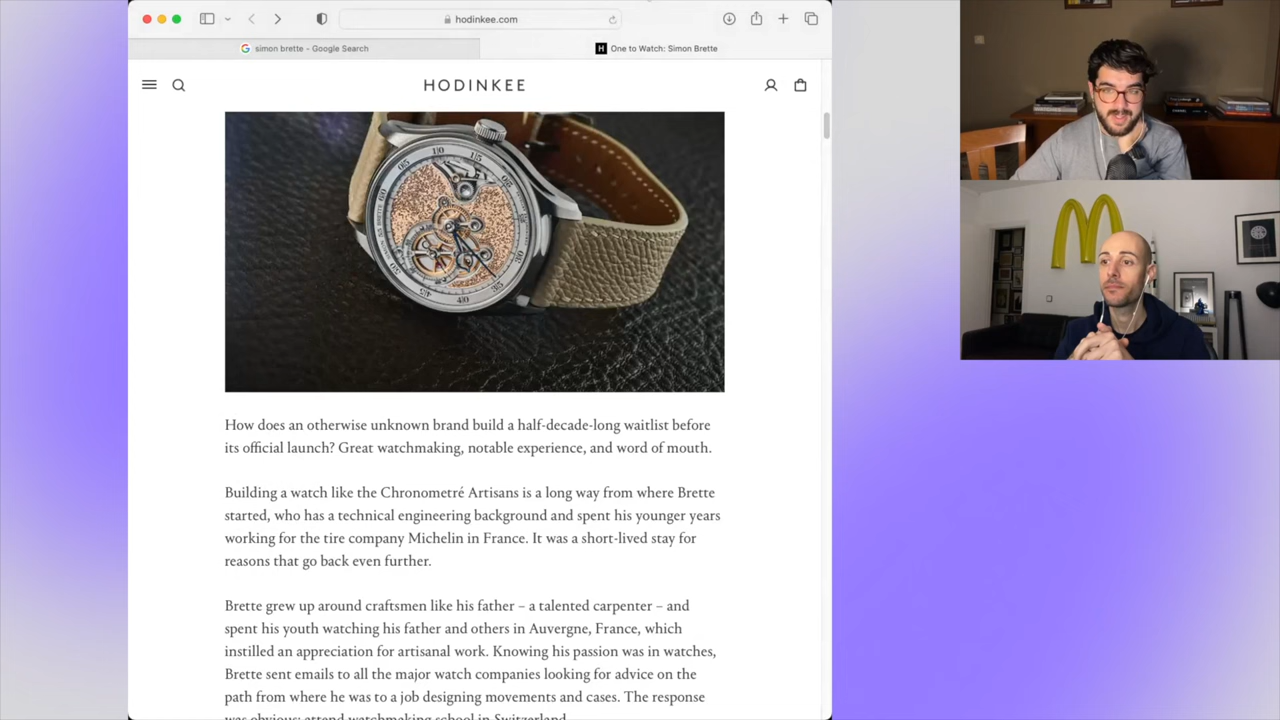 hodinkee.com
simon brette - Google Search
H One to Watch: Simon Brette
HODINKEE
How does an otherwise unknown brand build a half-decade-long waitlist before
its official launch? Great watchmaking, notable experience, and word of mouth.
Building a watch like the Chronometré Artisans is a long way from where Brette
started, who has a technical engineering background and spent his younger years
working for the tire company Michelin in France. It was a short-lived stay for
reasons that go back even further.
Brette grew up around craftsmen like his father – a talented carpenter – and
spent his youth watching his father and others in Auvergne, France, which
instilled an appreciation for artisanal work. Knowing his passion was in watches,
Brette sent emails to all the major watch companies looking for advice on the
path from where he was to a job designing movements and cases. The response
was obvious: attend watchmaking school in Switzerland.